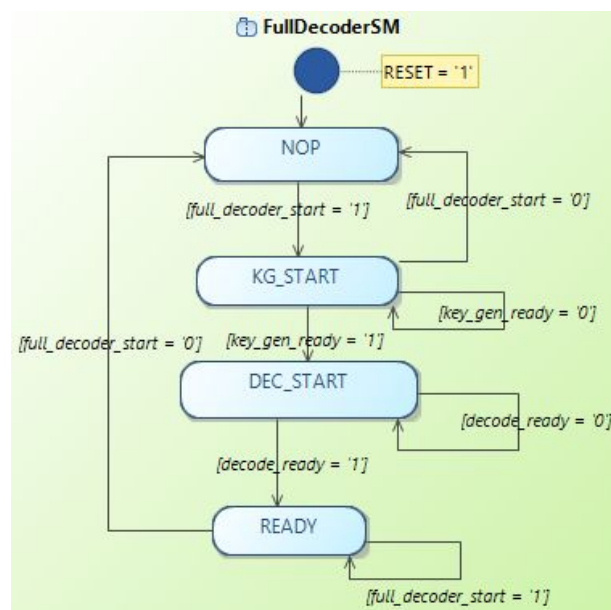 FullDecoderSM
RESET = '1'
NOP
[full_decoder_start = '1']
[full_decoder_start = '0']
KG_START
[key_gen_ready = '0']
[full_decoder_start = '0']
[key_gen_ready = '1']
DEC_START
[decode_ready = '0']
[decode_ready = '1']
READY
[full_decoder_start = '1']